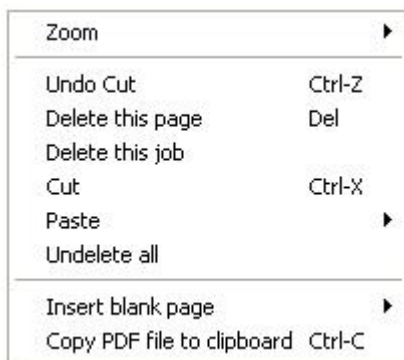 Zoom
Undo Cut Ctrl-Z
Delete this page Del
Delete this job
Cut Ctrl-X
Paste
Undelete all
Insert blank page
Copy PDF file to clipboard Ctrl-C